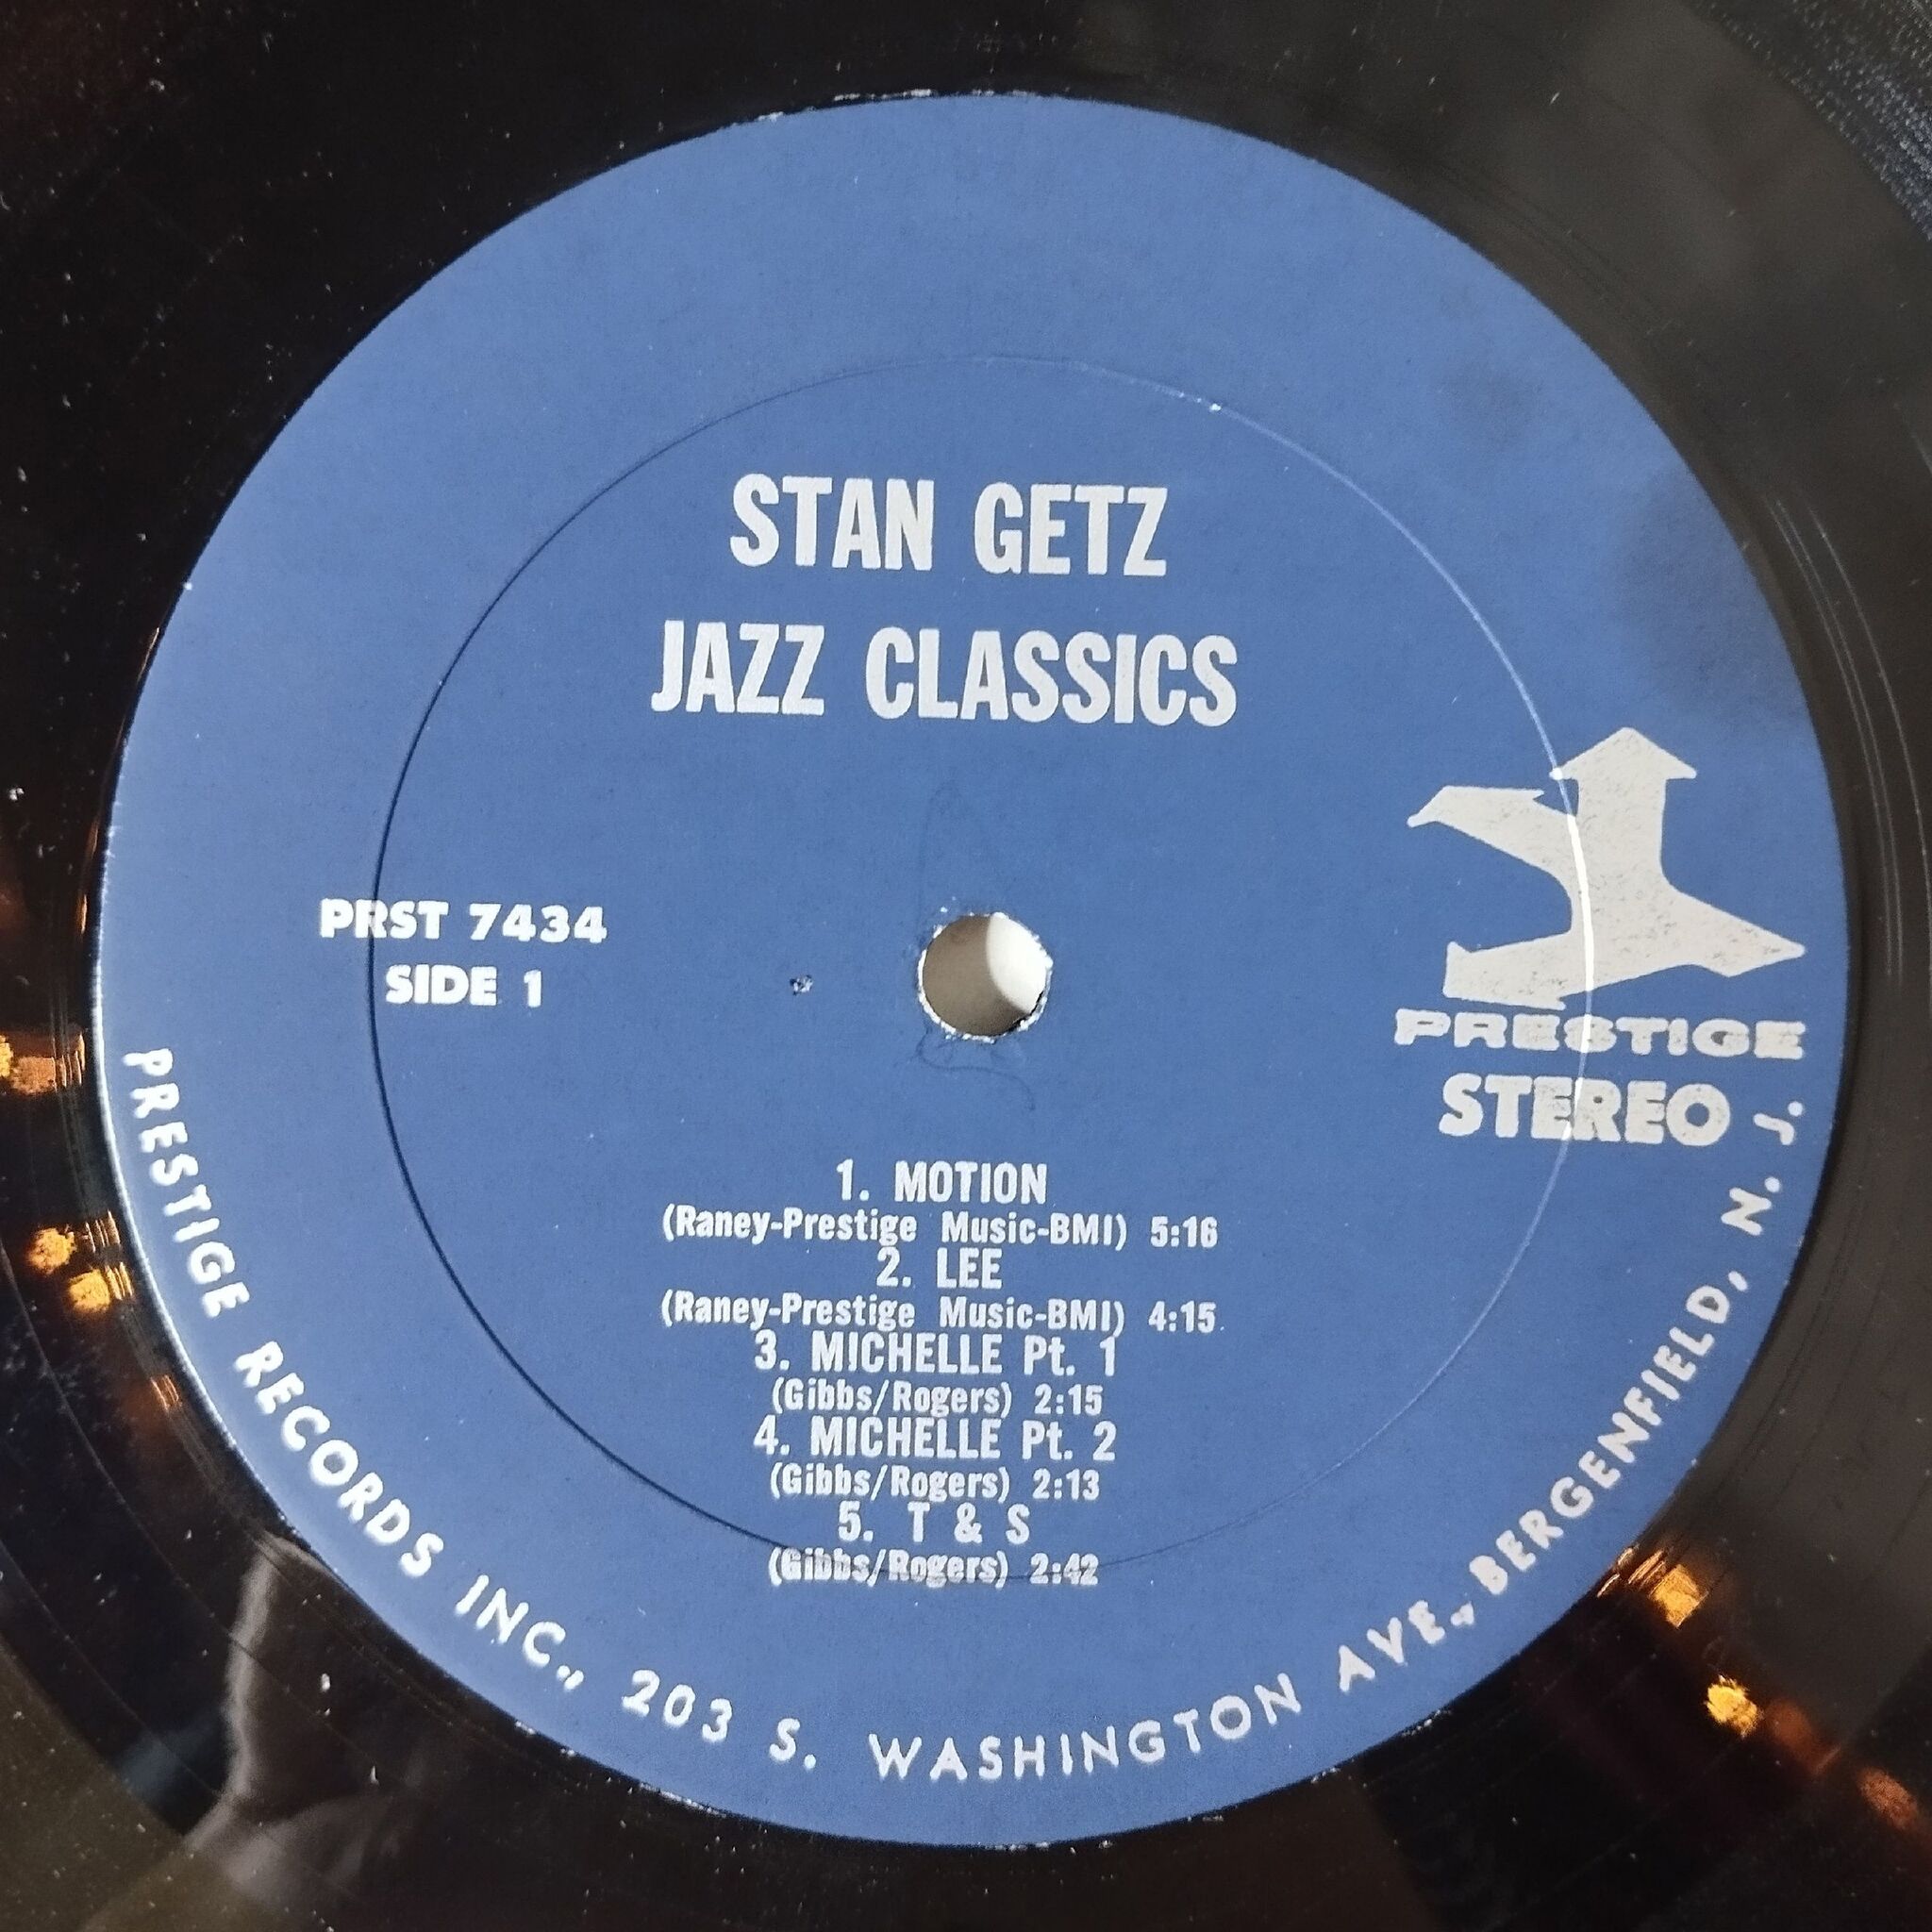 STAN GETZ
JAZZ CLASSICS
PRST 7434
SIDE 1
PRESTIGE
STEREO
1. MOTION
(Raney-Prestige Music-BMI) 5:16
2. LEE
(Raney-Prestige Music-BMI) 4:15
3. MICHELLE Pt. 1
(Gibbs/Rogers) 2:15
4. MICHELLE Pt. 2
(Gibbs/Rogers) 2:13
5. T & S
(Gibbs/Rogers) 2:42
PRESTIGE RECORDS INC., 203 S. WASHINGTON AVE., BERGENFIELD, N. J.